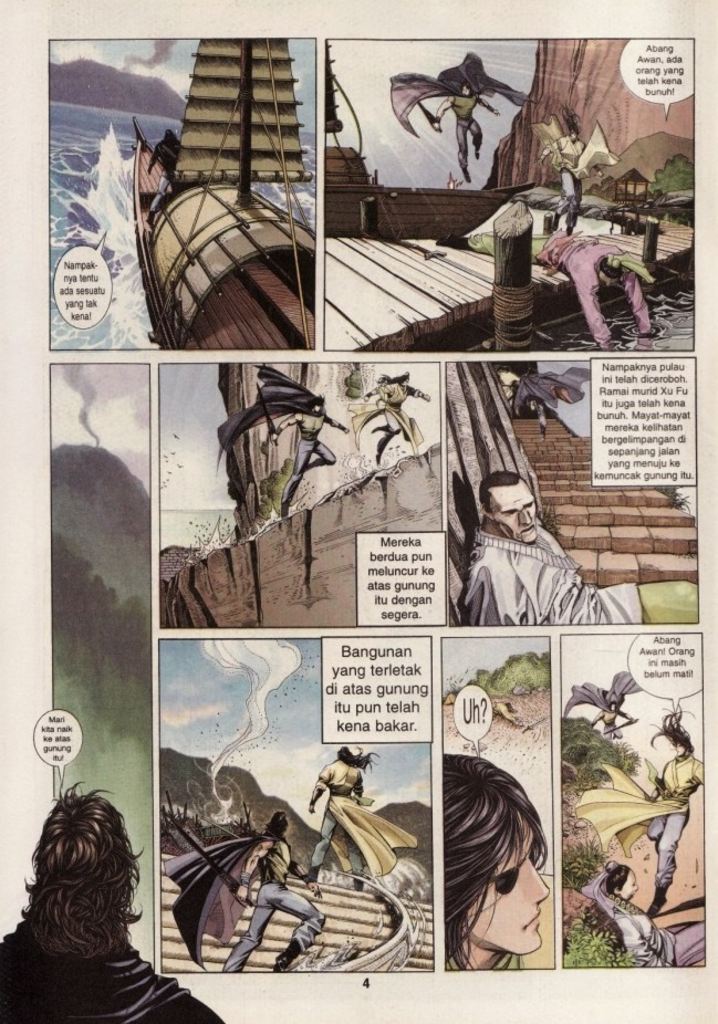 Nampak-
nya tentu
ada sesuatu
yang tak
kena!
Abang
Awan, ada
orang yang
telah kena
bunuh!
Mari
kita naik
ke atas
gunung
itu!
Mereka
berdua pun
meluncur ke
atas gunung
itu dengan
segera.
Nampaknya pulau
ini telah diceroboh.
Ramai murid Xu Fu
itu juga telah kena
bunuh. Mayat-mayat
mereka kelihatan
bergelimpangan di
sepanjang jalan
yang menuju ke
kemuncak gunung itu.
Bangunan
yang terletak
di atas gunung
itu pun telah
kena bakar.
Uh?
Abang
Awan! Orang
ini masih
belum mati!
4